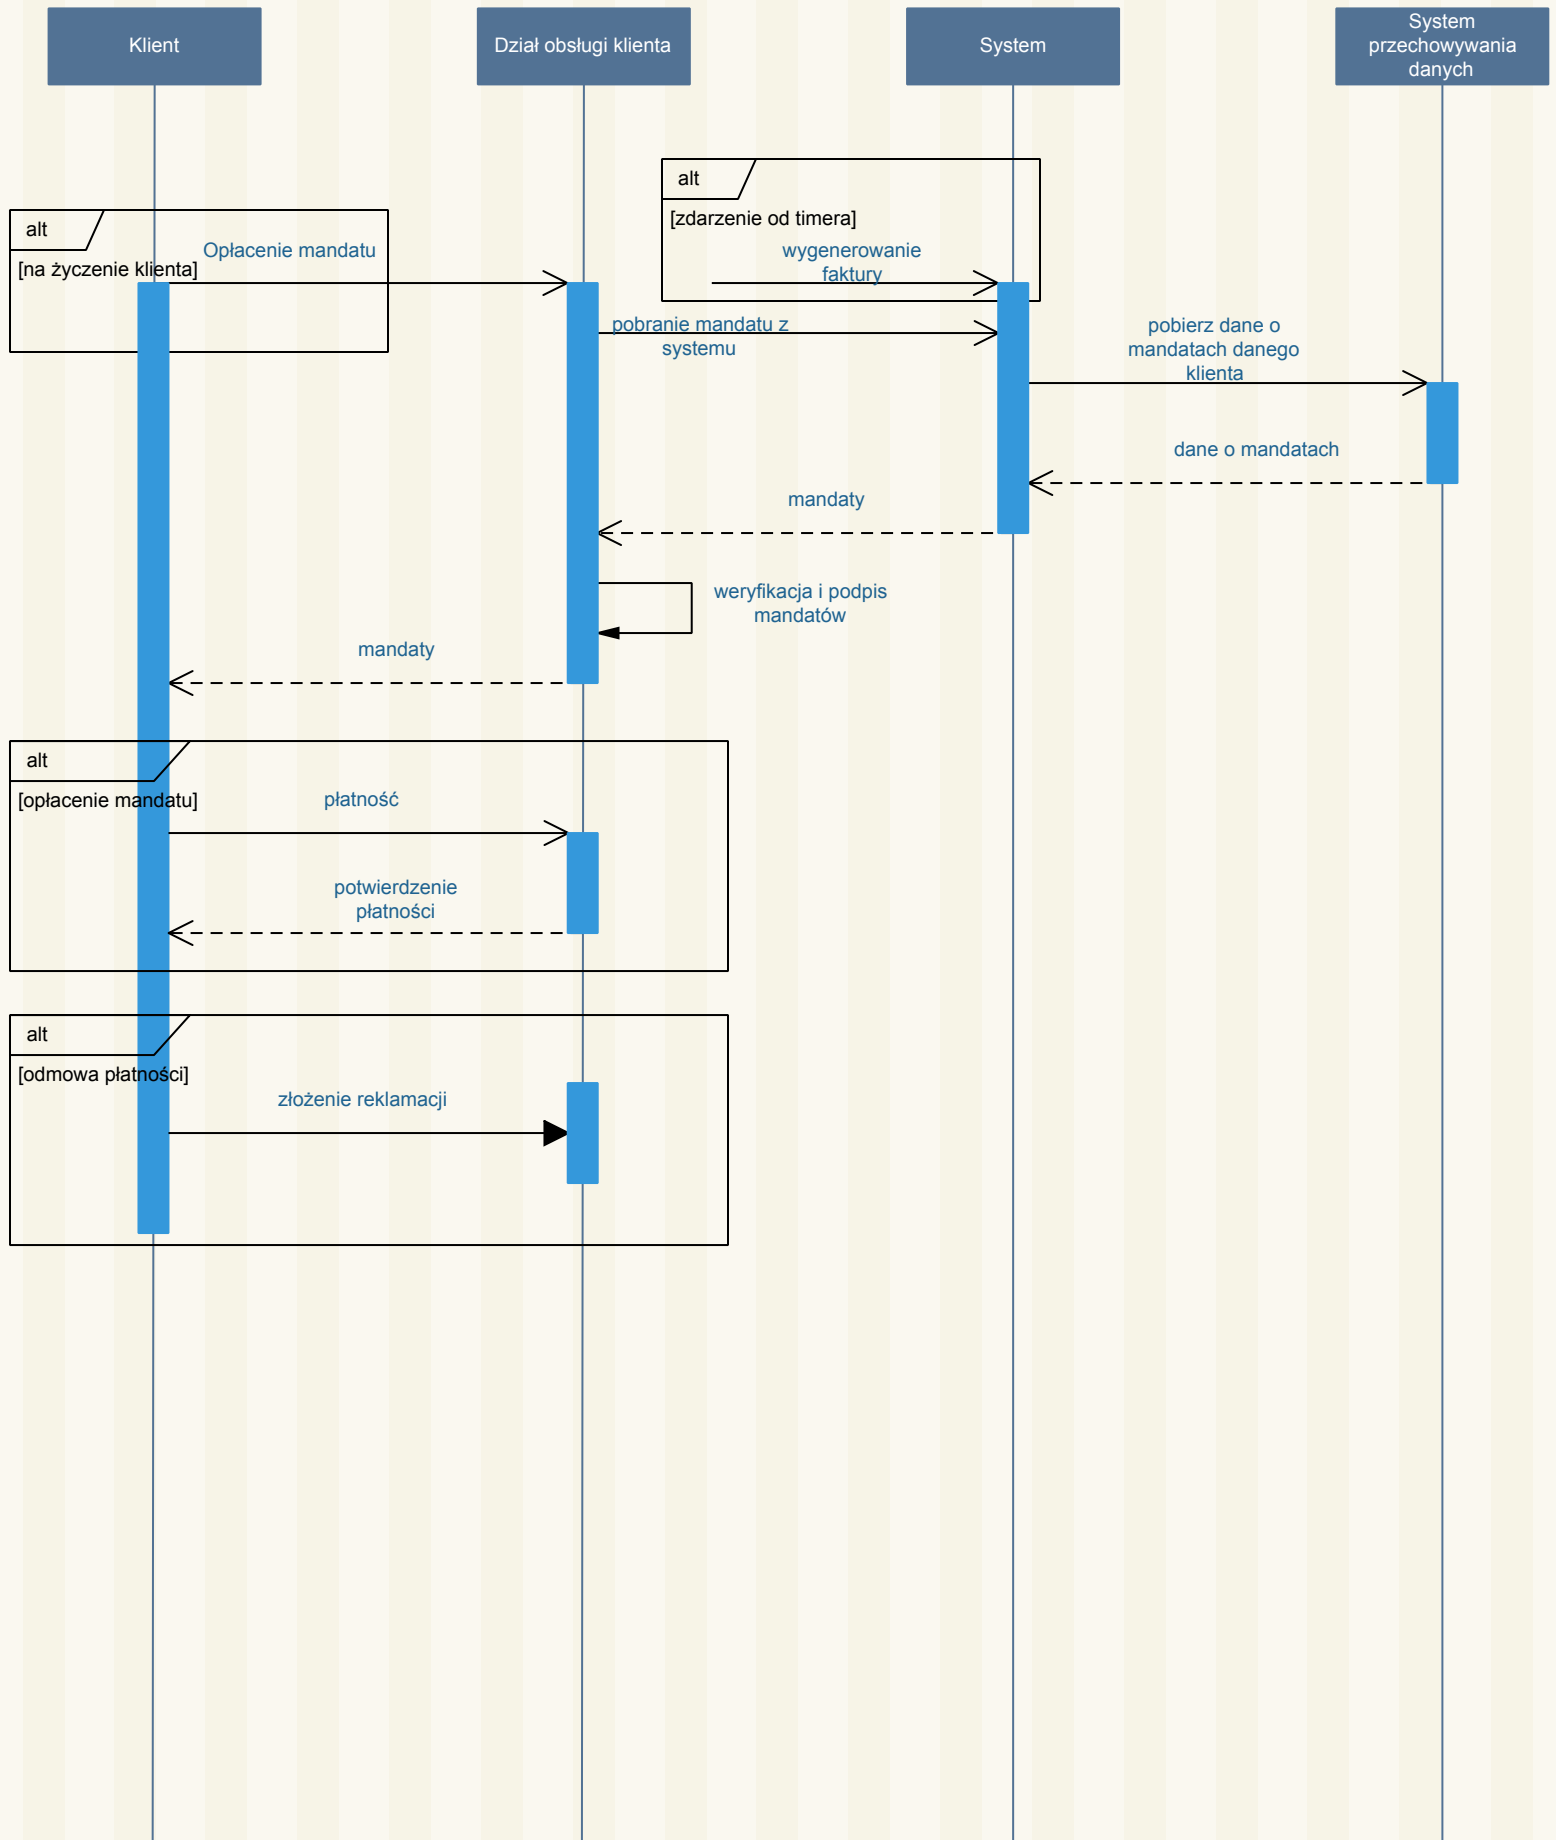 Klient
Dział obsługi klienta
System
System
przechowywania
danych
alt
[zdarzenie od timera]
alt
[na życzenie klienta]
Opłacenie mandatu
wygenerowanie
faktury
pobranie mandatu z
systemu
pobierz dane o
mandatach danego
klienta
dane o mandatach
mandaty
weryfikacja i podpis
mandatów
mandaty
alt
[opłacenie mandatu]
płatność
potwierdzenie
płatności
alt
[odmowa płatności]
złożenie reklamacji